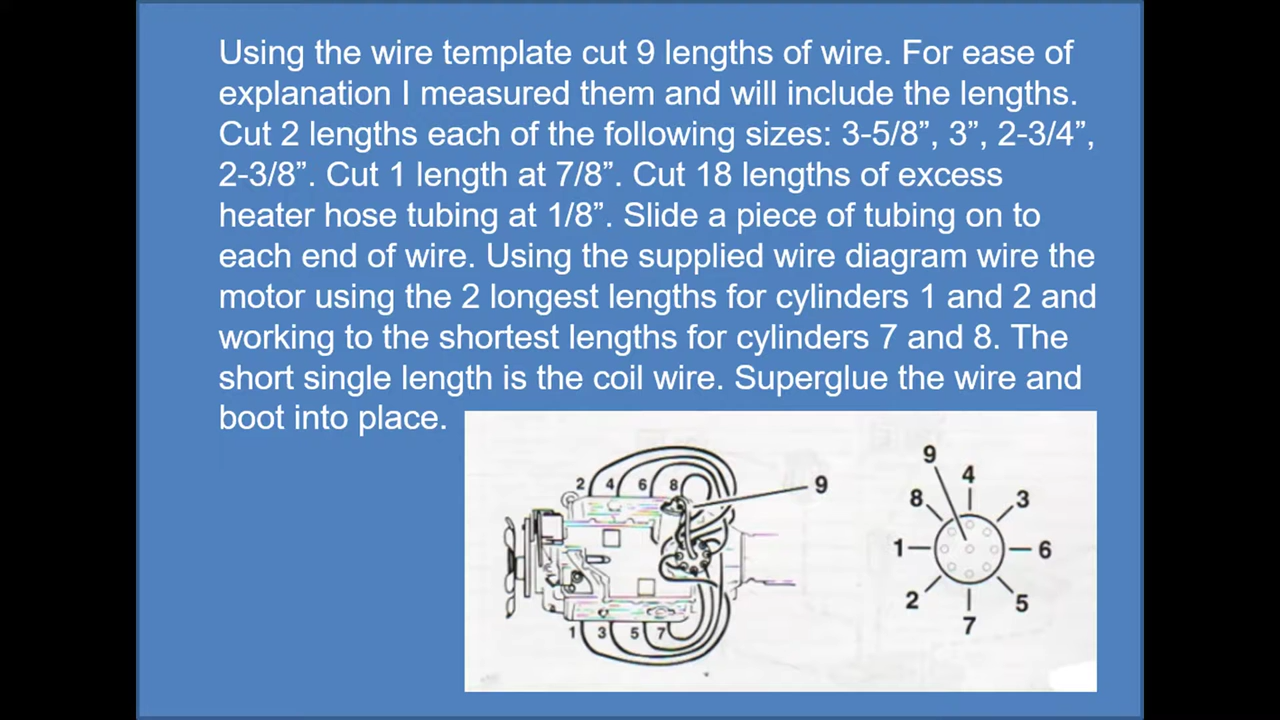 Using the wire template cut 9 lengths of wire. For ease of
explanation I measured them and will include the lengths.
Cut 2 lengths each of the following sizes: 3-5/8”, 3”, 2-3/4”,
2-3/8”. Cut 1 length at 7/8”. Cut 18 lengths of excess
heater hose tubing at 1/8”. Slide a piece of tubing on to
each end of wire. Using the supplied wire diagram wire the
motor using the 2 longest lengths for cylinders 1 and 2 and
working to the shortest lengths for cylinders 7 and 8. The
short single length is the coil wire. Superglue the wire and
boot into place.
2 4 6 8 9
1 3 5 7
9
4
8 3
1 6
2 5
7